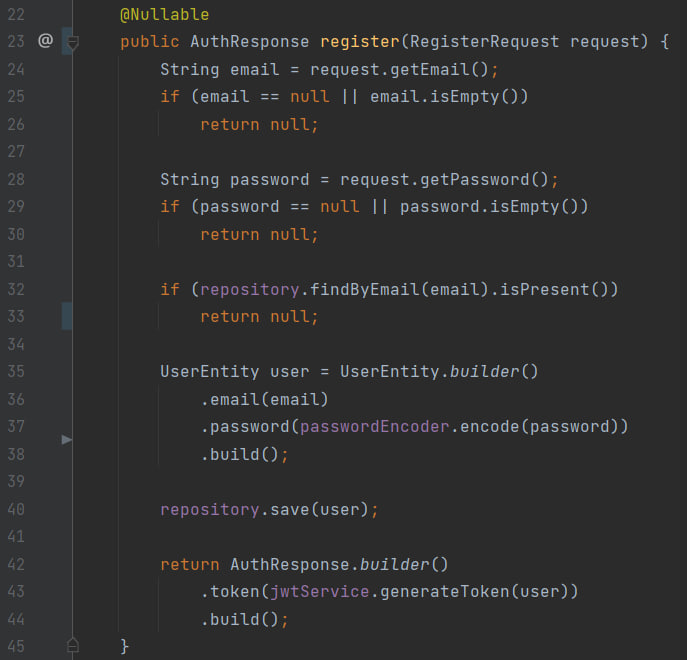 22 @Nullable
23 @ public AuthResponse register(RegisterRequest request) {
24 String email = request.getEmail();
25 if (email == null || email.isEmpty())
26 return null;
27
28 String password = request.getPassword();
29 if (password == null || password.isEmpty())
30 return null;
31
32 if (repository.findByEmail(email).isPresent())
33 return null;
34
35 UserEntity user = UserEntity.builder()
36 .email(email)
37 .password(passwordEncoder.encode(password))
38 .build();
39
40 repository.save(user);
41
42 return AuthResponse.builder()
43 .token(jwtService.generateToken(user))
44 .build();
45 }